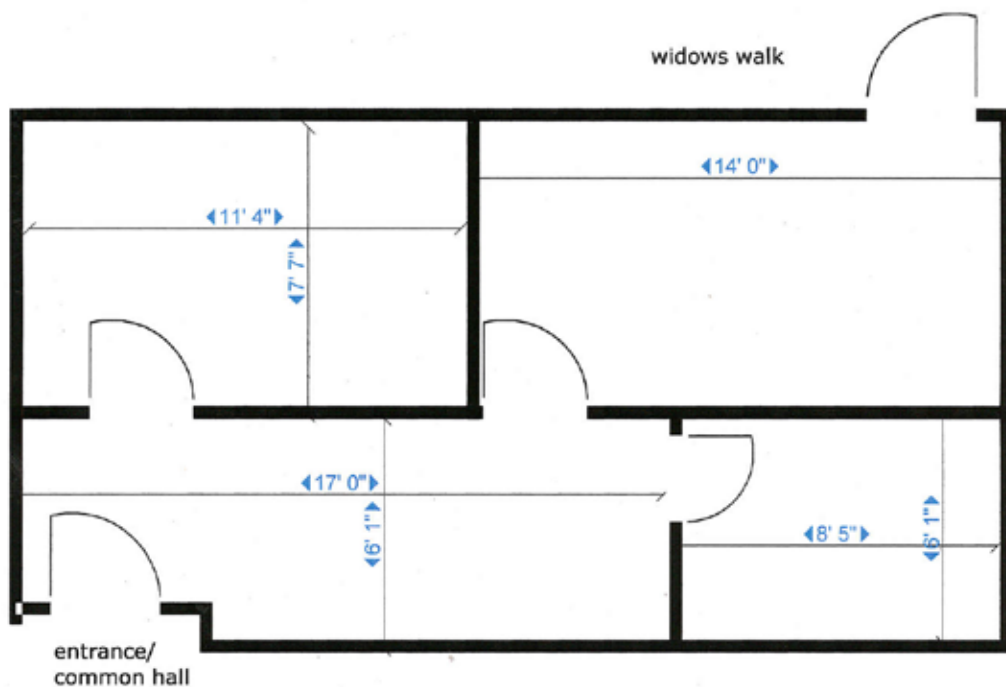 widows walk
14' 0"
11' 4"
7' 7"
17' 0"
6' 1"
8' 5"
6' 1"
entrance/
common hall